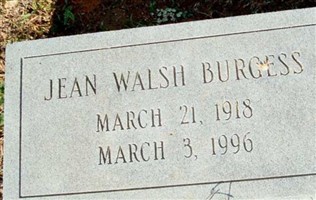 JEAN WALSH BURGESS
MARCH 21, 1918
MARCH 3, 1996